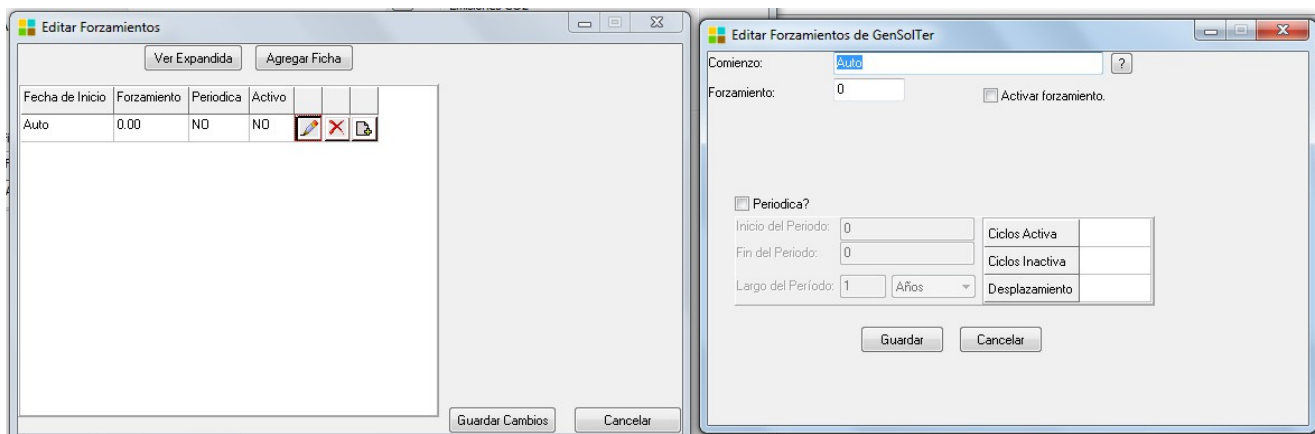 Editar Forzamientos
Ver Expandida Agregar Ficha
Fecha de Inicio Forzamiento Periodica Activo
Auto 0.00 NO NO
Guardar Cambios Cancelar
Editar Forzamientos de GenSolTer
Comienzo: Auto ?
Forzamiento: 0 Activar forzamiento.
Periodica?
Inicio del Periodo: 0
Fin del Periodo: 0
Largo del Período: 1 Años
Ciclos Activa
Ciclos Inactiva
Desplazamiento
Guardar Cancelar